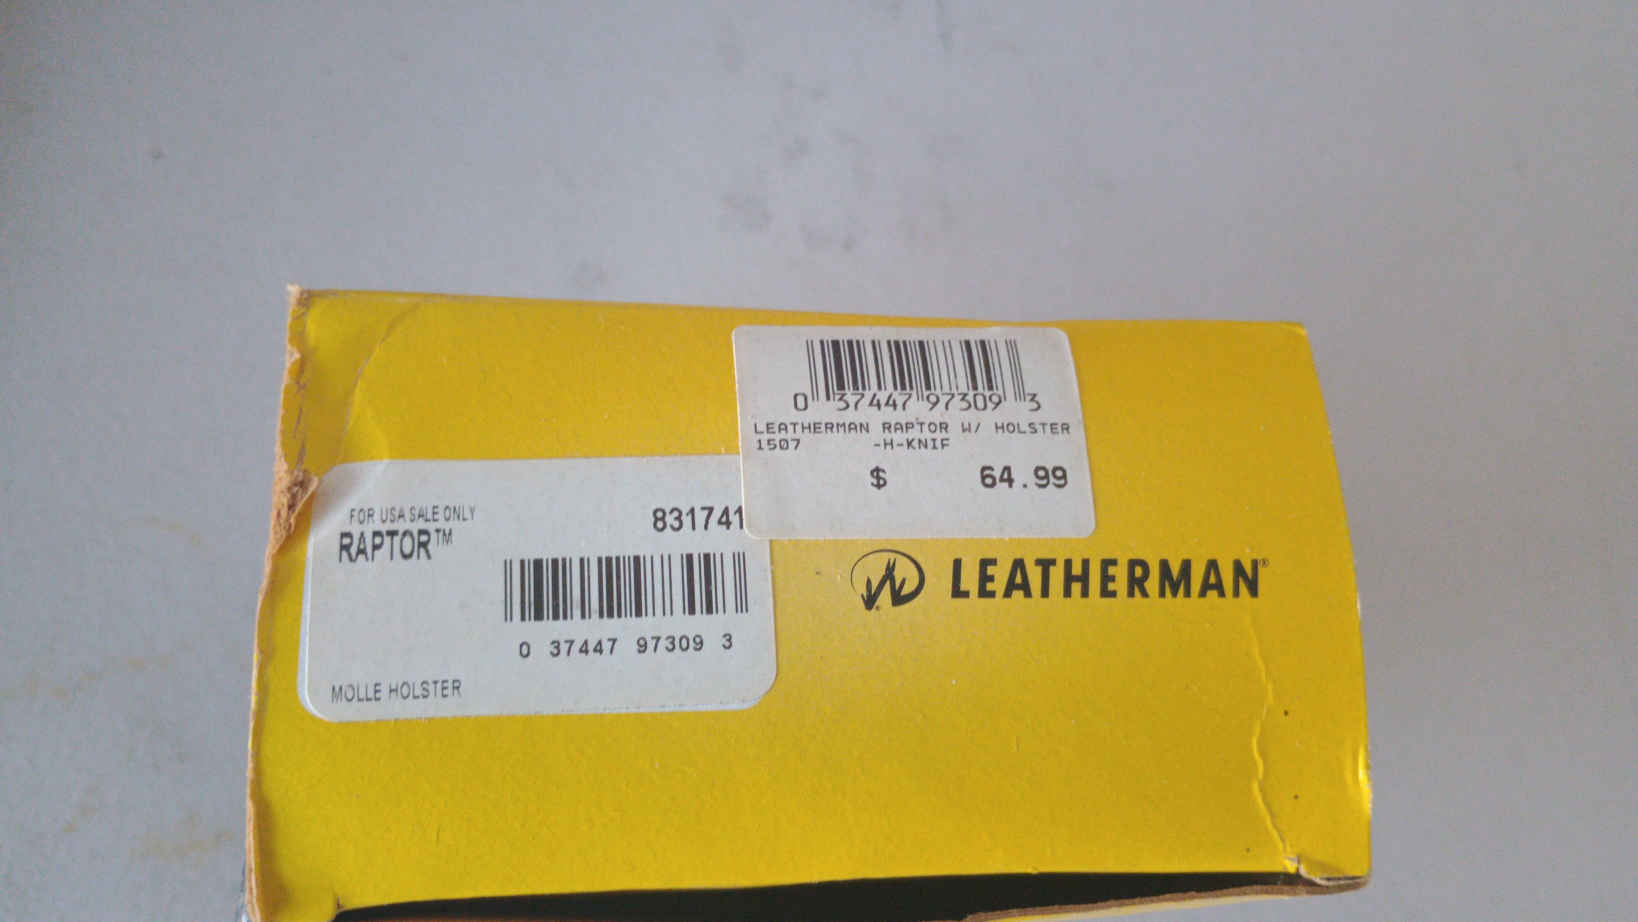 0 37447 97309 3
LEATHERMAN RAPTOR W/ HOLSTER
1507 -H-KNIF
$ 64.99
FOR USA SALE ONLY
831741
RAPTOR™
0 37447 97309 3
MOLLE HOLSTER
LEATHERMAN®